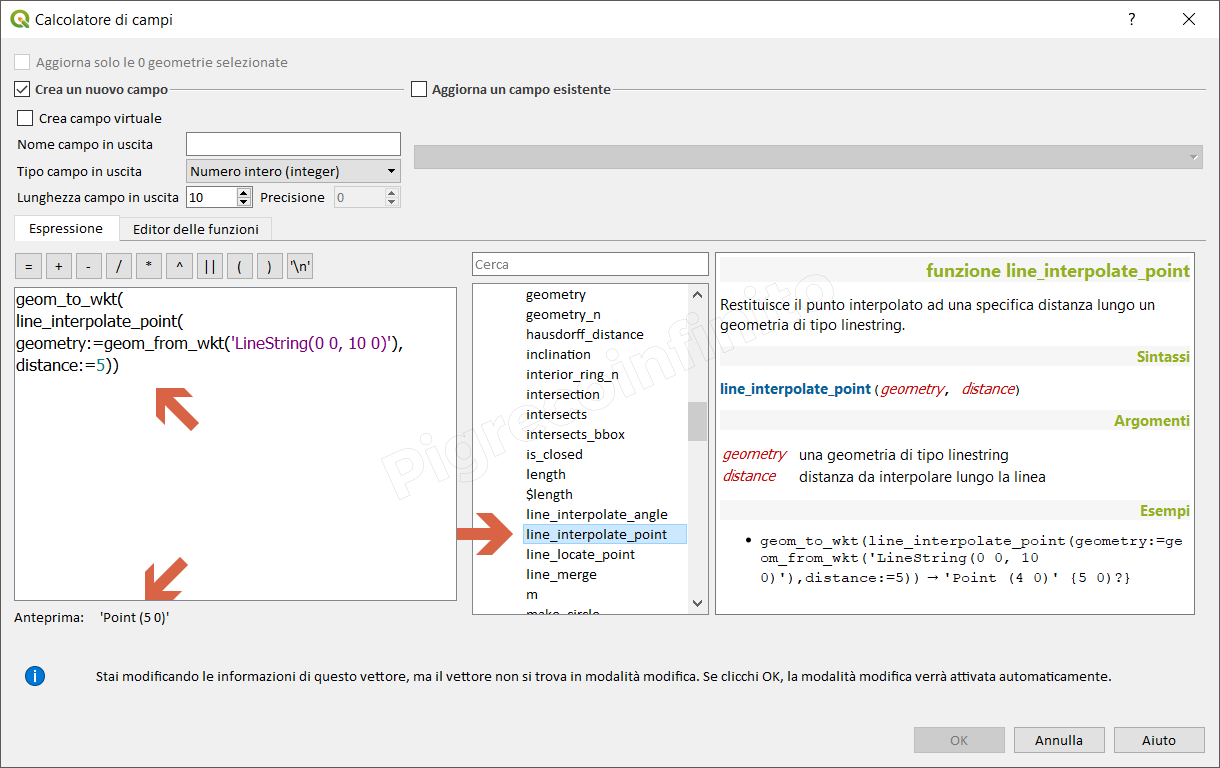 Calcolatore di campi
?
Aggiorna solo le 0 geometrie selezionate
Crea un nuovo campo
Aggiorna un campo esistente
Crea campo virtuale
Nome campo in uscita
Tipo campo in uscita Numero intero (integer)
Lunghezza campo in uscita 10 Precisione 0
Espressione Editor delle funzioni
= + - / * ^ || ( ) '\n'
geom_to_wkt(
line_interpolate_point(
geometry:=geom_from_wkt('LineString(0 0, 10 0)'),
distance:=5))
Anteprima: 'Point (5 0)'
Cerca
geometry
geometry_n
hausdorff_distance
inclination
interior_ring_n
intersection
intersects
intersects_bbox
is_closed
length
$length
line_interpolate_angle
line_interpolate_point
line_locate_point
line_merge
m
make_circle
funzione line_interpolate_point
Restituisce il punto interpolato ad una specifica distanza lungo un
geometria di tipo linestring.
Sintassi
line_interpolate_point(geometry, distance)
Argomenti
geometry una geometria di tipo linestring
distance distanza da interpolare lungo la linea
Esempi
• geom_to_wkt(line_interpolate_point(geometry:=ge
om_from_wkt('LineString(0 0, 10
0)'),distance:=5)) → 'Point (4 0)' {5 0)?}
Pigrecoinfinito
i
Stai modificando le informazioni di questo vettore, ma il vettore non si trova in modalità modifica. Se clicchi OK, la modalità modifica verrà attivata automaticamente.
OK Annulla Aiuto